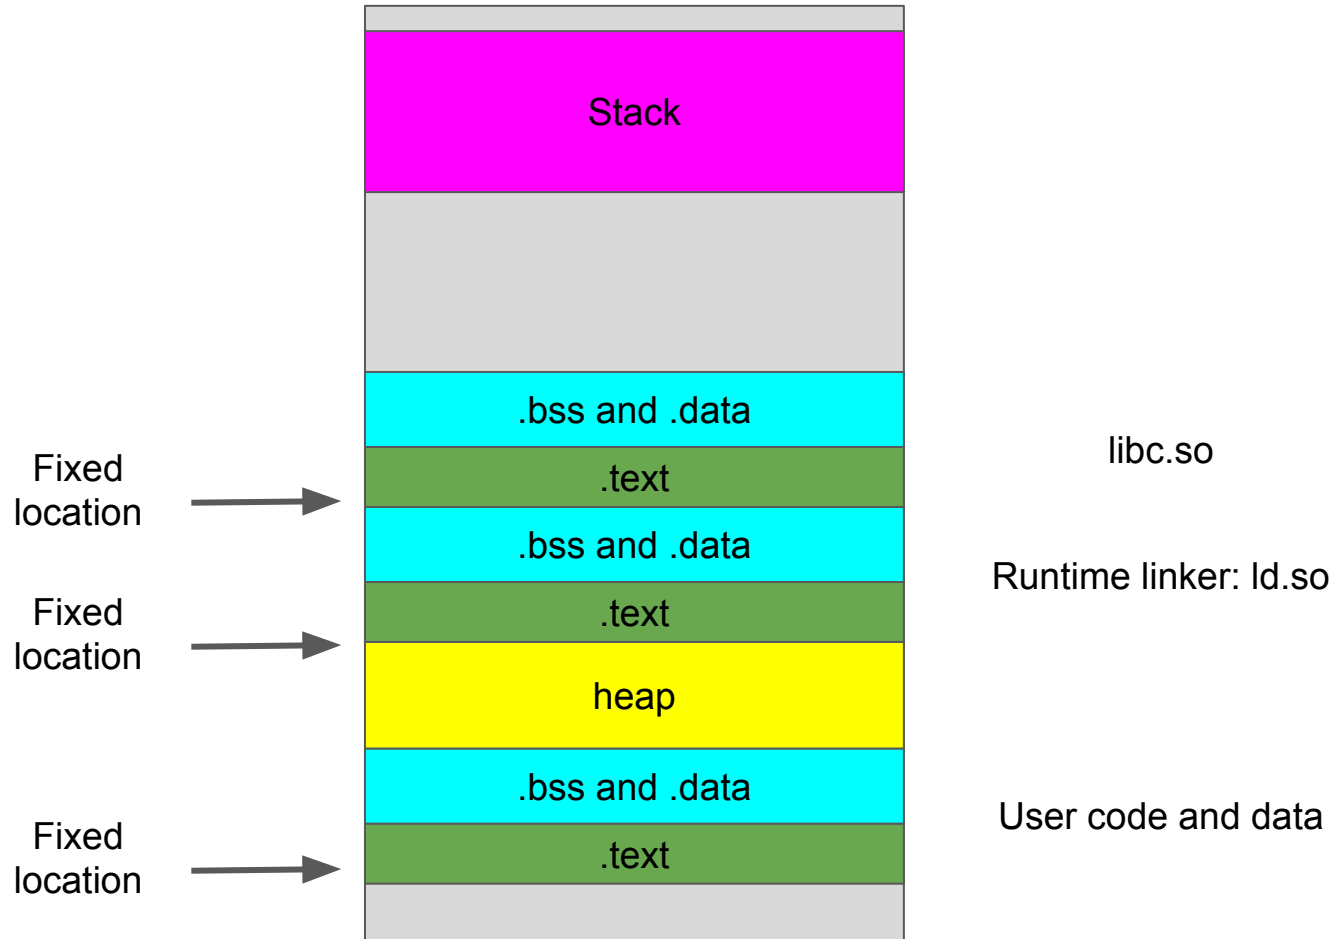 Stack
.bss and .data
libc.so
Fixed
location
.text
.bss and .data
Runtime linker: ld.so
Fixed
location
.text
heap
.bss and .data
User code and data
Fixed
location
.text